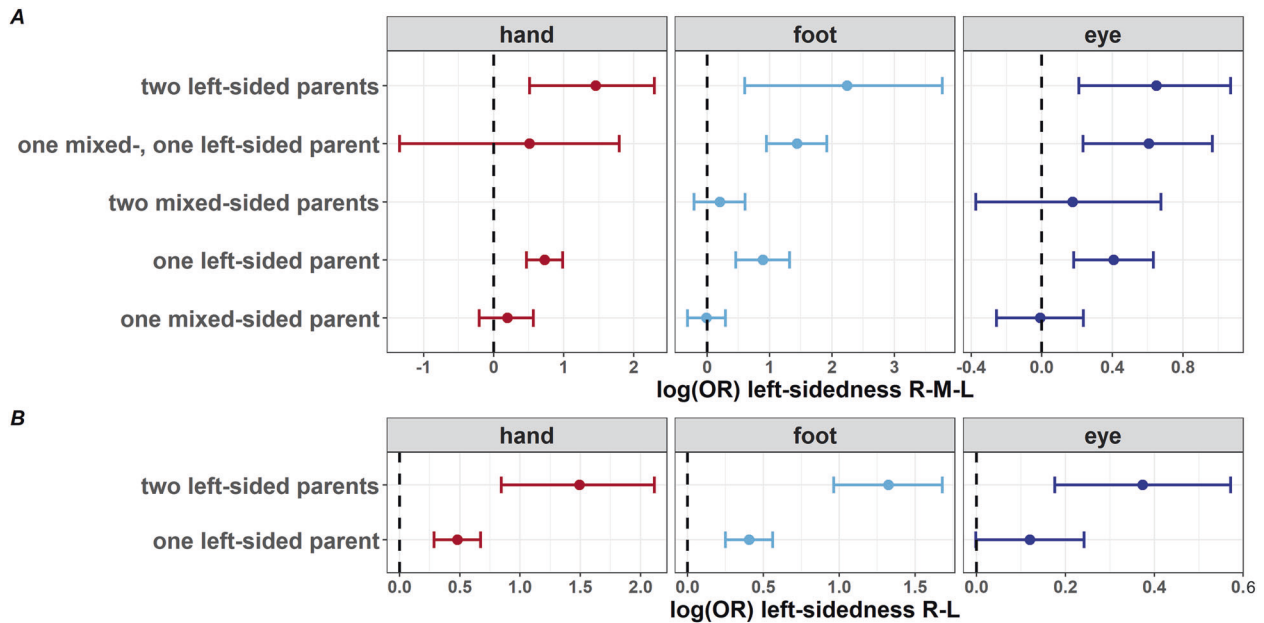 A
hand foot eye
two left-sided parents
one mixed-, one left-sided parent
two mixed-sided parents
one left-sided parent
one mixed-sided parent
-1 0 1 2 0 1 2 3 -0.4 0.0 0.4 0.8
log(OR) left-sidedness R-M-L
B
hand foot eye
two left-sided parents
one left-sided parent
0.0 0.5 1.0 1.5 2.0 0.0 0.5 1.0 1.5 0.0 0.2 0.4 0.6
log(OR) left-sidedness R-L